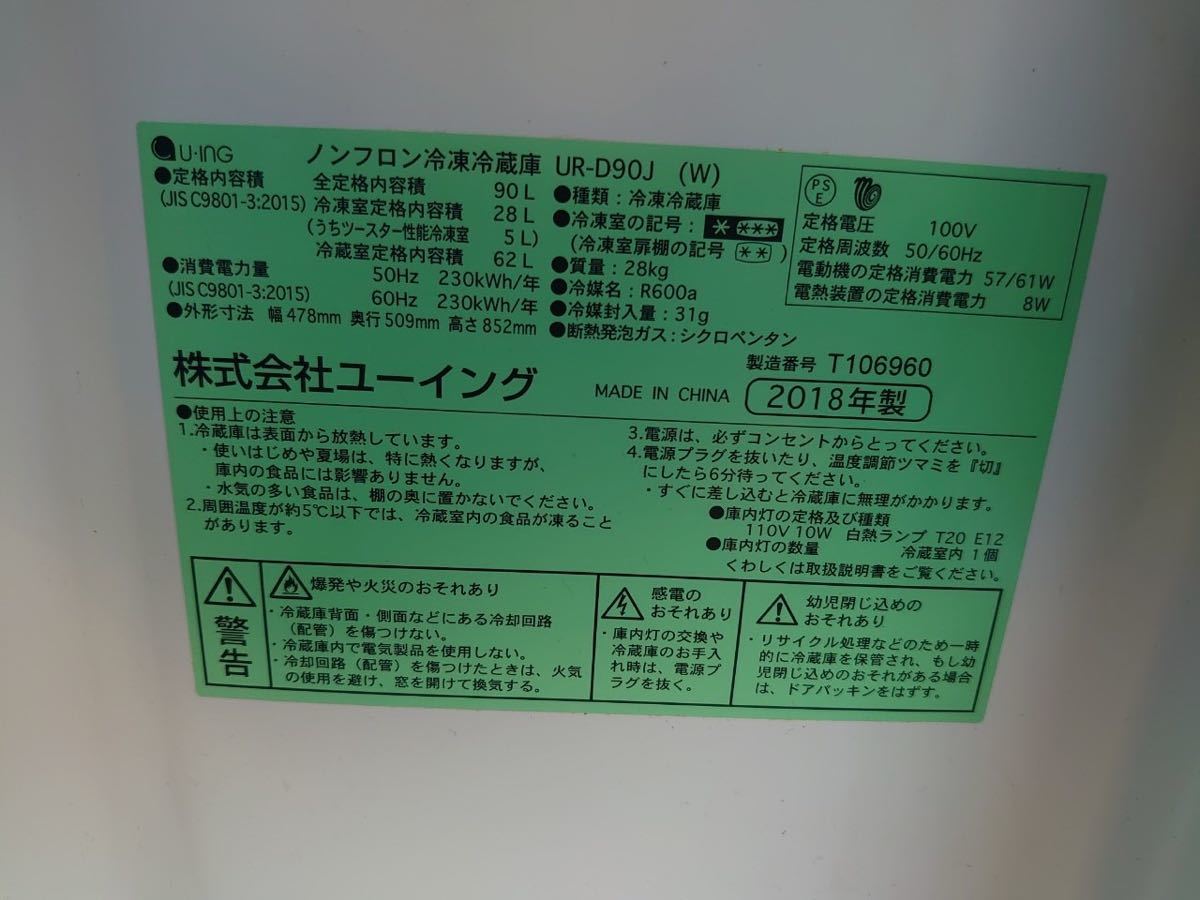 U·ING ノンフロン冷凍冷蔵庫 UR-D90J (W)
●定格内容積 全定格内容積 90L
(JIS C9801-3:2015) 冷凍室定格内容積 28L
(うちツースター性能冷凍室 5L)
冷蔵室定格内容積 62L
●消費電力量 50Hz 230kWh/年
(JIS C9801-3:2015) 60Hz 230kWh/年
●外形寸法 幅 478mm 奥行 509mm 高さ 852mm
●種類:冷凍冷蔵庫
●冷凍室の記号:
(冷凍室扉棚の記号 )
●質量:28kg
●冷媒名:R600a
●冷媒封入量:31g
●断熱発泡ガス:シクロペンタン
PSE
定格電圧 100V
定格周波数 50/60Hz
電動機の定格消費電力 57/61W
電熱装置の定格消費電力 8W
製造番号 T106960
株式会社ユーイング MADE IN CHINA 2018年製
●使用上の注意
1.冷蔵庫は表面から放熱しています。
・使いはじめや夏場は、特に熱くなりますが、
庫内の食品には影響ありません。
・水気の多い食品は、棚の奥に置かないでください。
2.周囲温度が約5℃以下では、冷蔵室内の食品が凍ること
があります。
3.電源は、必ずコンセントからとってください。
4.電源プラグを抜いたり、温度調節ツマミを『切』
にしたら6分待ってください。
・すぐに差し込むと冷蔵庫に無理がかかります。
●庫内灯の定格及び種類
110V 10W 白熱ランプ T20 E12
●庫内灯の数量 冷蔵室内 1個
くわしくは取扱説明書をご覧ください。
警告
爆発や火災のおそれあり
・冷蔵庫背面・側面などにある冷却回路
(配管)を傷つけない。
・冷蔵庫内で電気製品を使用しない。
・冷却回路(配管)を傷つけたときは、火気
の使用を避け、窓を開けて換気する。
感電の
おそれあり
・庫内灯の交換や
冷蔵庫のお手入
れ時は、電源プ
ラグを抜く。
幼児閉じ込めの
おそれあり
・リサイクル処理などのため一時
的に冷蔵庫を保管され、もし幼
児閉じ込めのおそれがある場合
は、ドアパッキンをはずす。